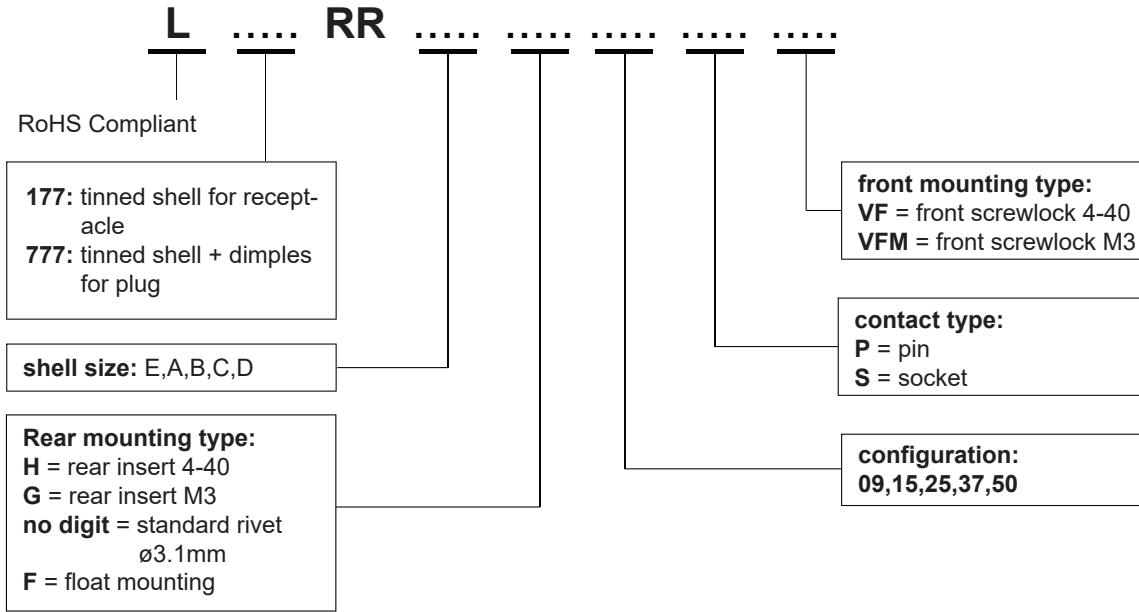 L ..... RR ..... ..... ..... ..... .....
RoHS Compliant
177: tinned shell for recept-
acle
777: tinned shell + dimples
for plug
shell size: E,A,B,C,D
Rear mounting type:
H = rear insert 4-40
G = rear insert M3
no digit = standard rivet
ø3.1mm
F = float mounting
front mounting type:
VF = front screwlock 4-40
VFM = front screwlock M3
contact type:
P = pin
S = socket
configuration:
09,15,25,37,50